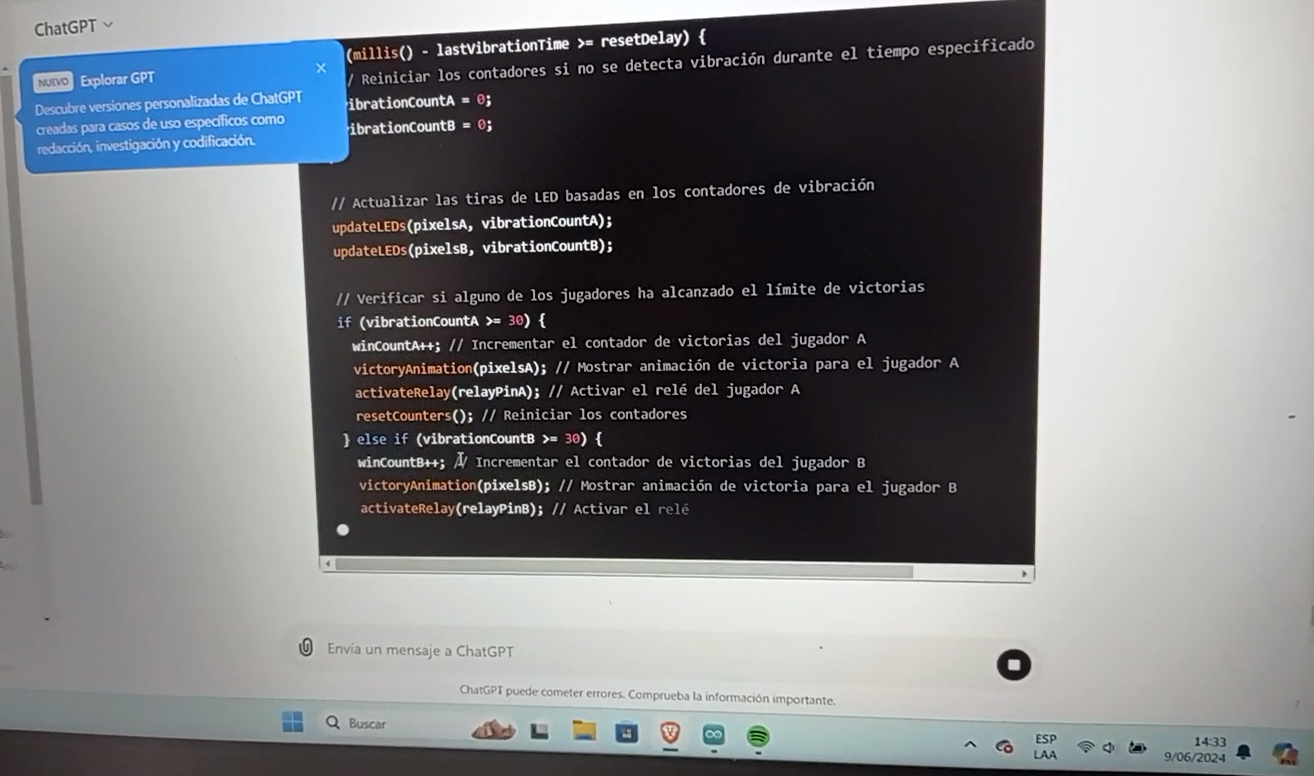 ChatGPT
NUEVO Explorar GPT
Descubre versiones personalizadas de ChatGPT
creadas para casos de uso específicos como
redacción, investigación y codificación.
(millis() - lastVibrationTime >= resetDelay) {
/ Reiniciar los contadores si no se detecta vibración durante el tiempo especificado
ibrationCountA = 0;
ibrationCountB = 0;
// Actualizar las tiras de LED basadas en los contadores de vibración
updateLEDs(pixelsA, vibrationCountA);
updateLEDs(pixelsB, vibrationCountB);
// Verificar si alguno de los jugadores ha alcanzado el límite de victorias
if (vibrationCountA >= 30) {
winCountA++; // Incrementar el contador de victorias del jugador A
victoryAnimation(pixelsA); // Mostrar animación de victoria para el jugador A
activateRelay(relayPinA); // Activar el relé del jugador A
resetCounters(); // Reiniciar los contadores
} else if (vibrationCountB >= 30) {
winCountB++; // Incrementar el contador de victorias del jugador B
victoryAnimation(pixelsB); // Mostrar animación de victoria para el jugador B
activateRelay(relayPinB); // Activar el relé
Envía un mensaje a ChatGPT
ChatGPT puede cometer errores. Comprueba la información importante.
Buscar
ESP
LAA
14:33
9/06/2024